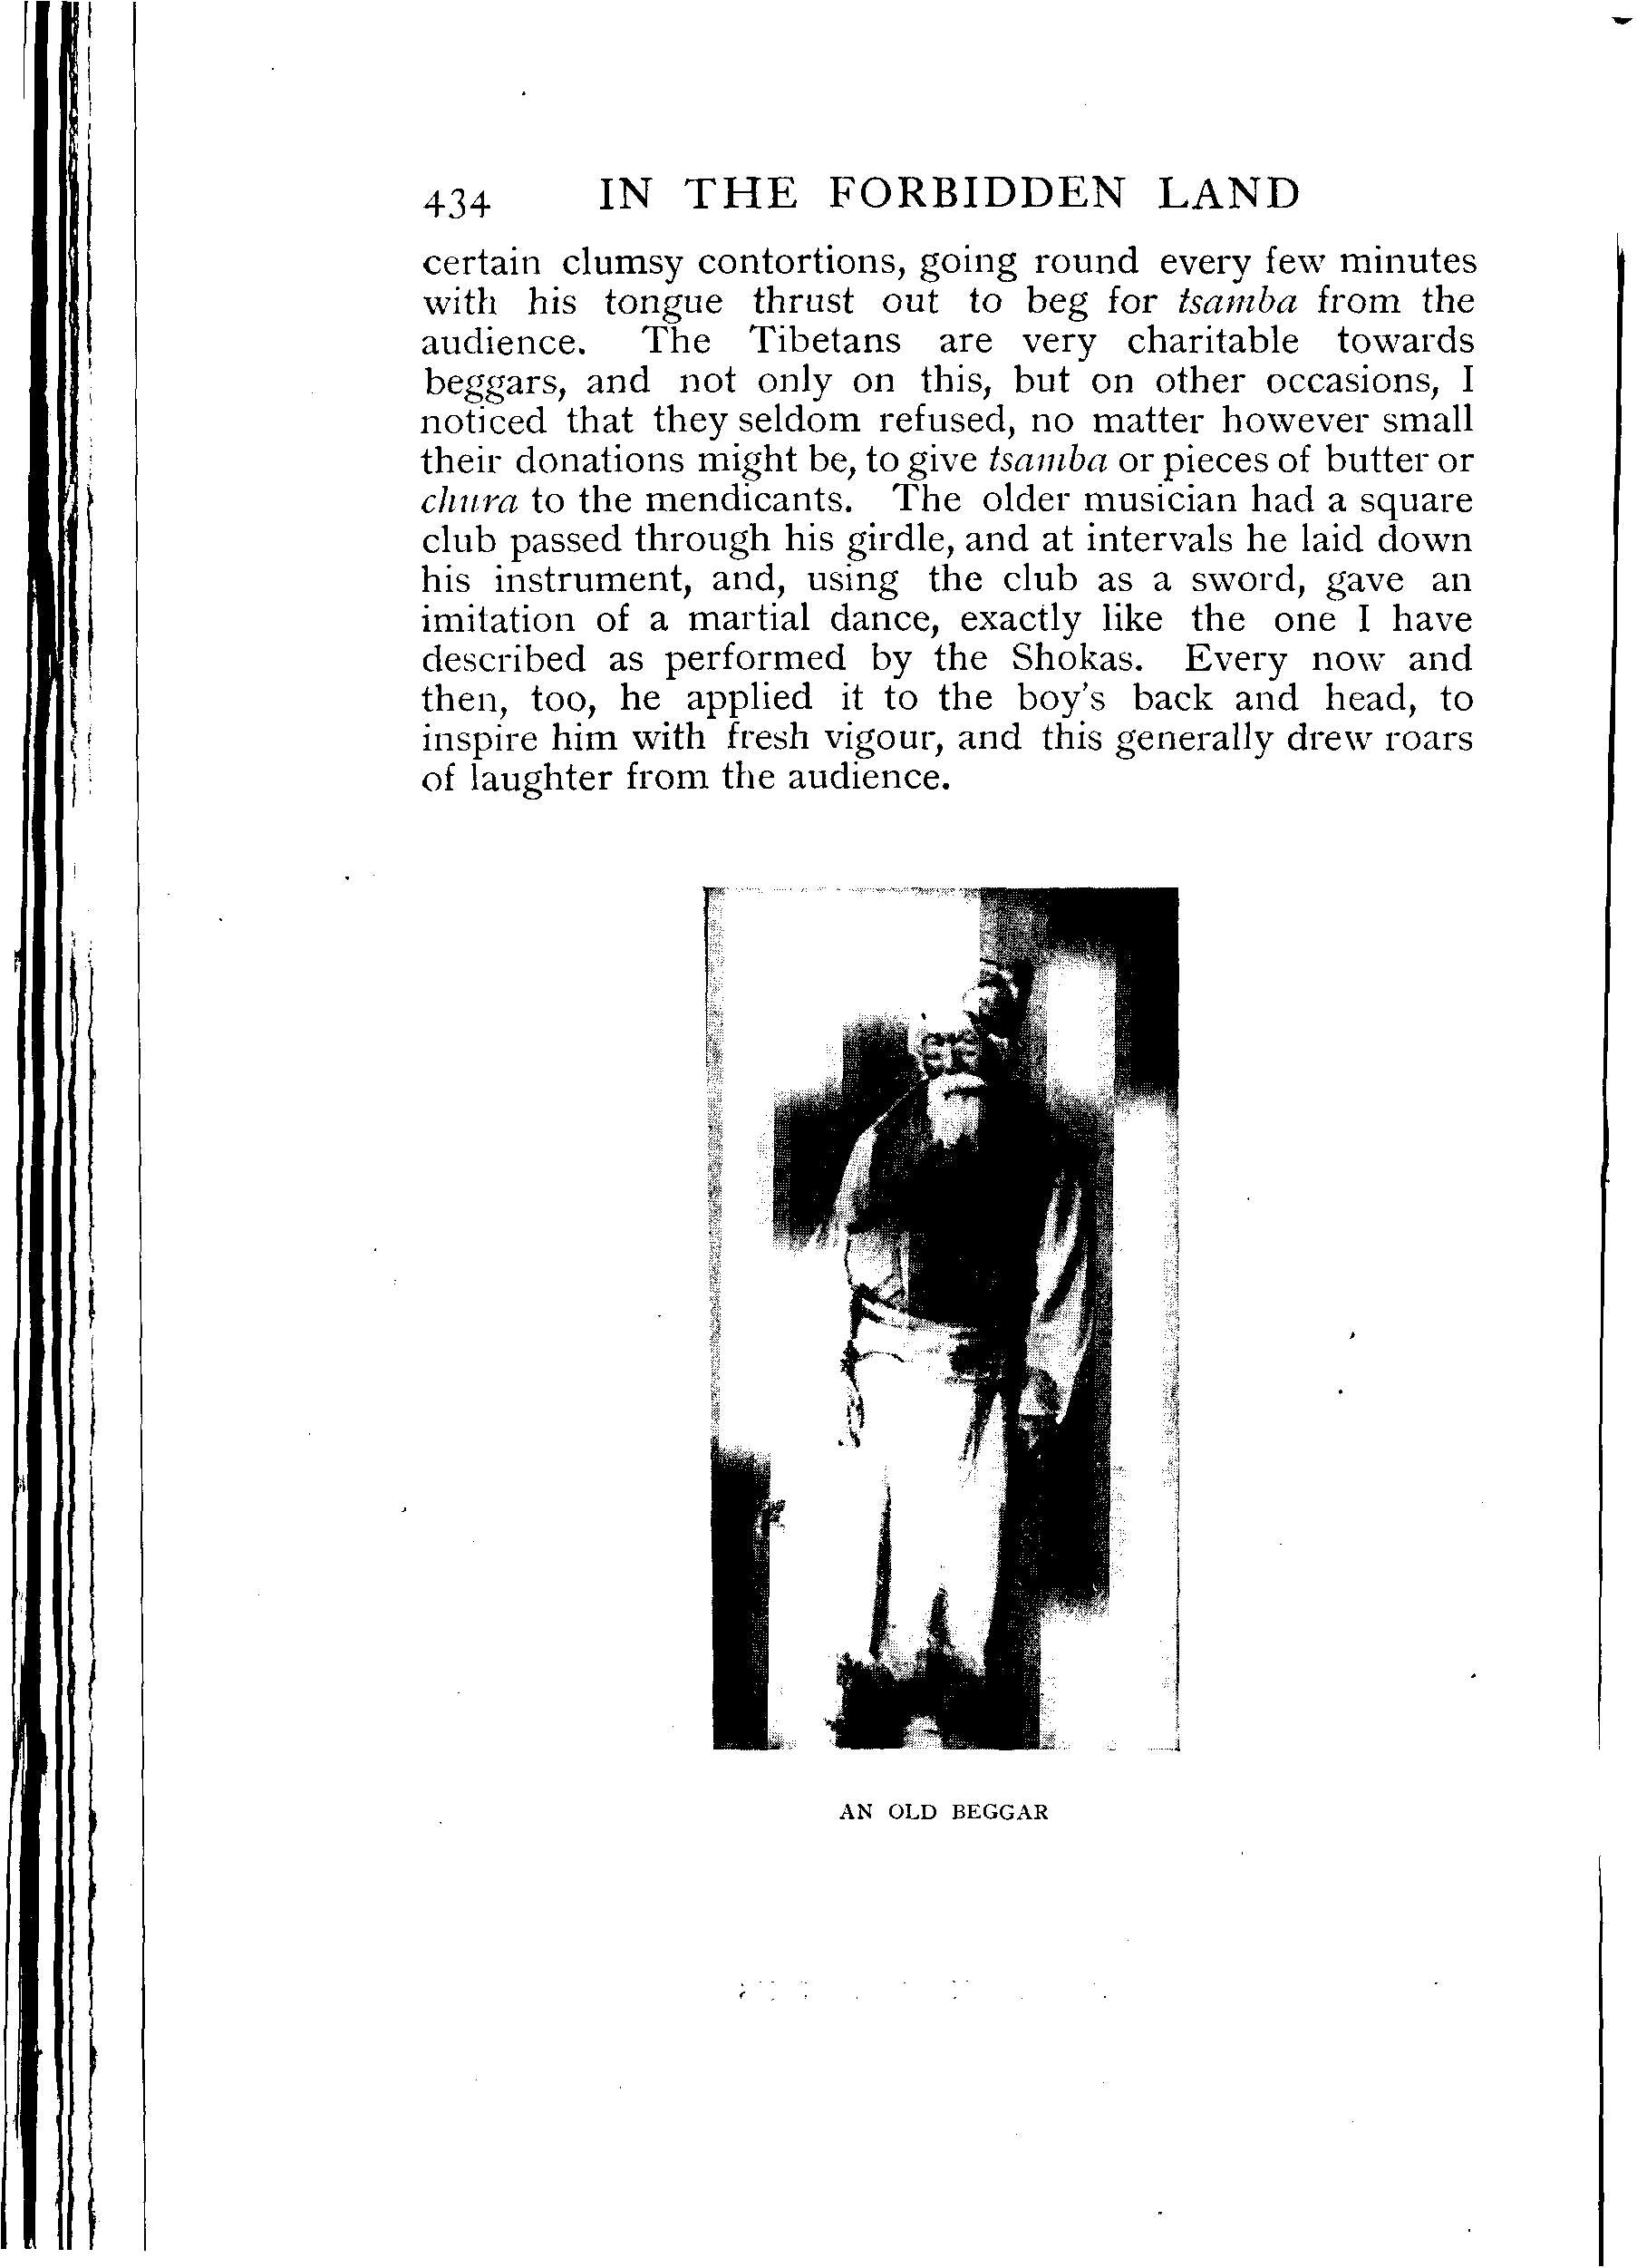 434 IN THE FORBIDDEN LAND
certain clumsy contortions, going round every few minutes
with his tongue thrust out to beg for tsamba from the
audience. The Tibetans are very charitable towards
beggars, and not only on this, but on other occasions, I
noticed that they seldom refused, no matter however small
their donations might be, to give tsamba or pieces of butter or
chura to the mendicants. The older musician had a square
club passed through his girdle, and at intervals he laid down
his instrument, and, using the club as a sword, gave an
imitation of a martial dance, exactly like the one I have
described as performed by the Shokas. Every now and
then, too, he applied it to the boy's back and head, to
inspire him with fresh vigour, and this generally drew roars
of laughter from the audience.
AN OLD BEGGAR